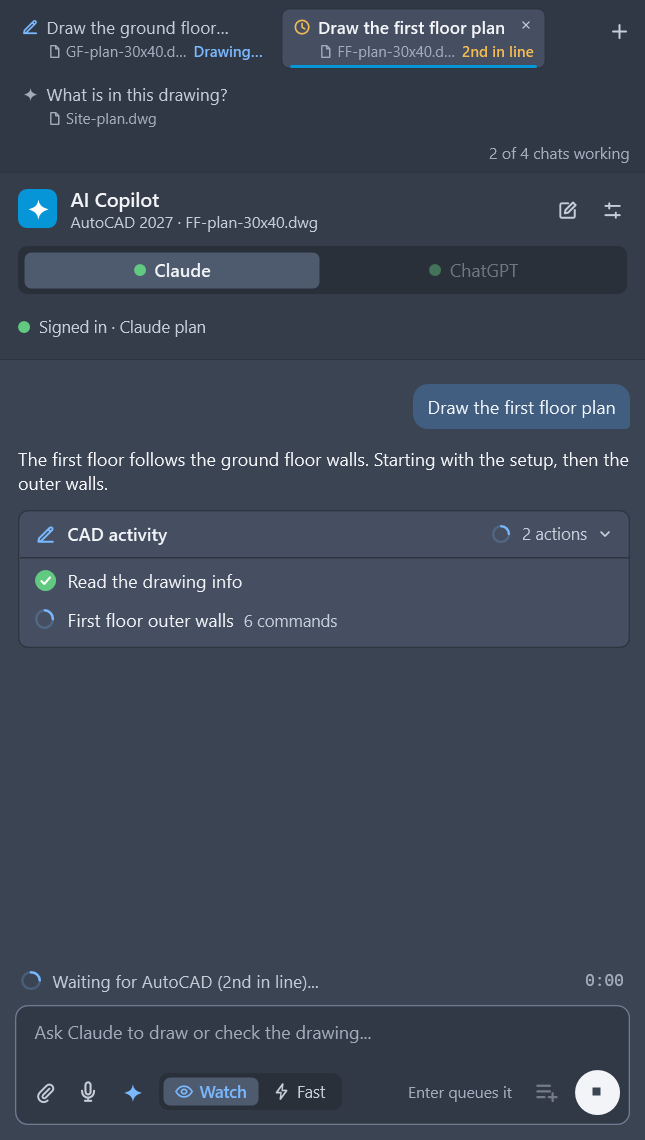 Draw the ground floor...
GF-plan-30x40.d... Drawing...
Draw the first floor plan
FF-plan-30x40.d... 2nd in line
What is in this drawing?
Site-plan.dwg
2 of 4 chats working
AI Copilot
AutoCAD 2027 · FF-plan-30x40.dwg
Claude
ChatGPT
Signed in · Claude plan
Draw the first floor plan
The first floor follows the ground floor walls. Starting with the setup, then the
outer walls.
CAD activity 2 actions
Read the drawing info
First floor outer walls 6 commands
Waiting for AutoCAD (2nd in line)... 0:00
Ask Claude to draw or check the drawing...
Watch Fast Enter queues it